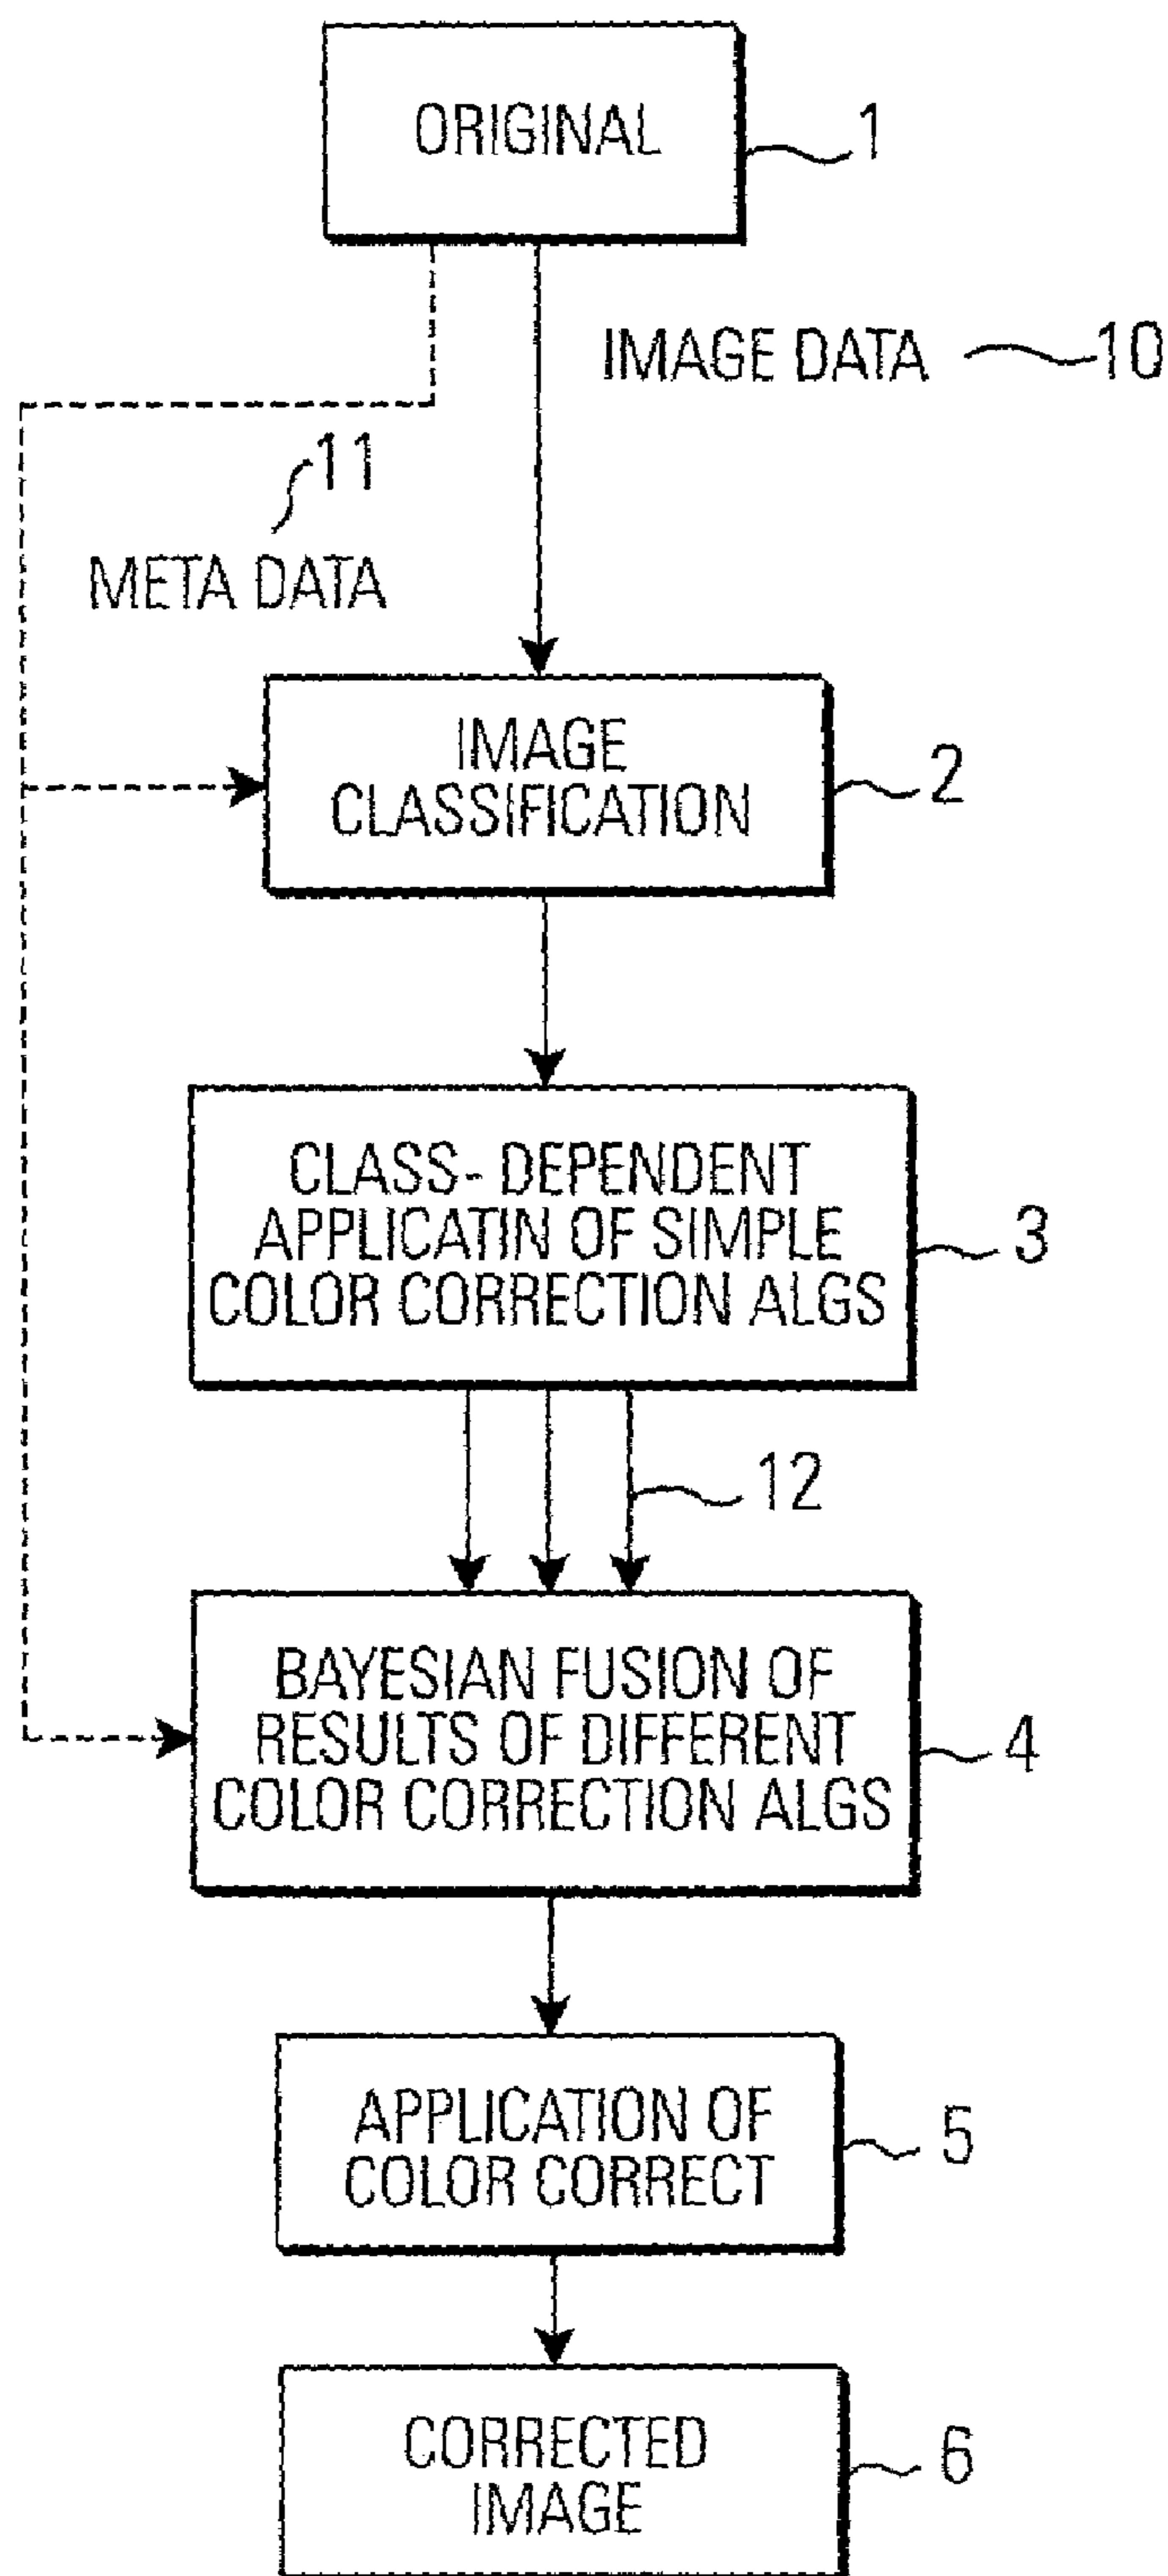 ORIGINAL
1
IMAGE DATA
10
11
META DATA
IMAGE
CLASSIFICATION
2
CLASS- DEPENDENT
APPLICATIN OF SIMPLE
COLOR CORRECTION ALGS
3
12
BAYESIAN FUSION OF
RESULTS OF DIFFERENT
COLOR CORRECTION ALGS
4
APPLICATION OF
COLOR CORRECT
5
CORRECTED
IMAGE
6